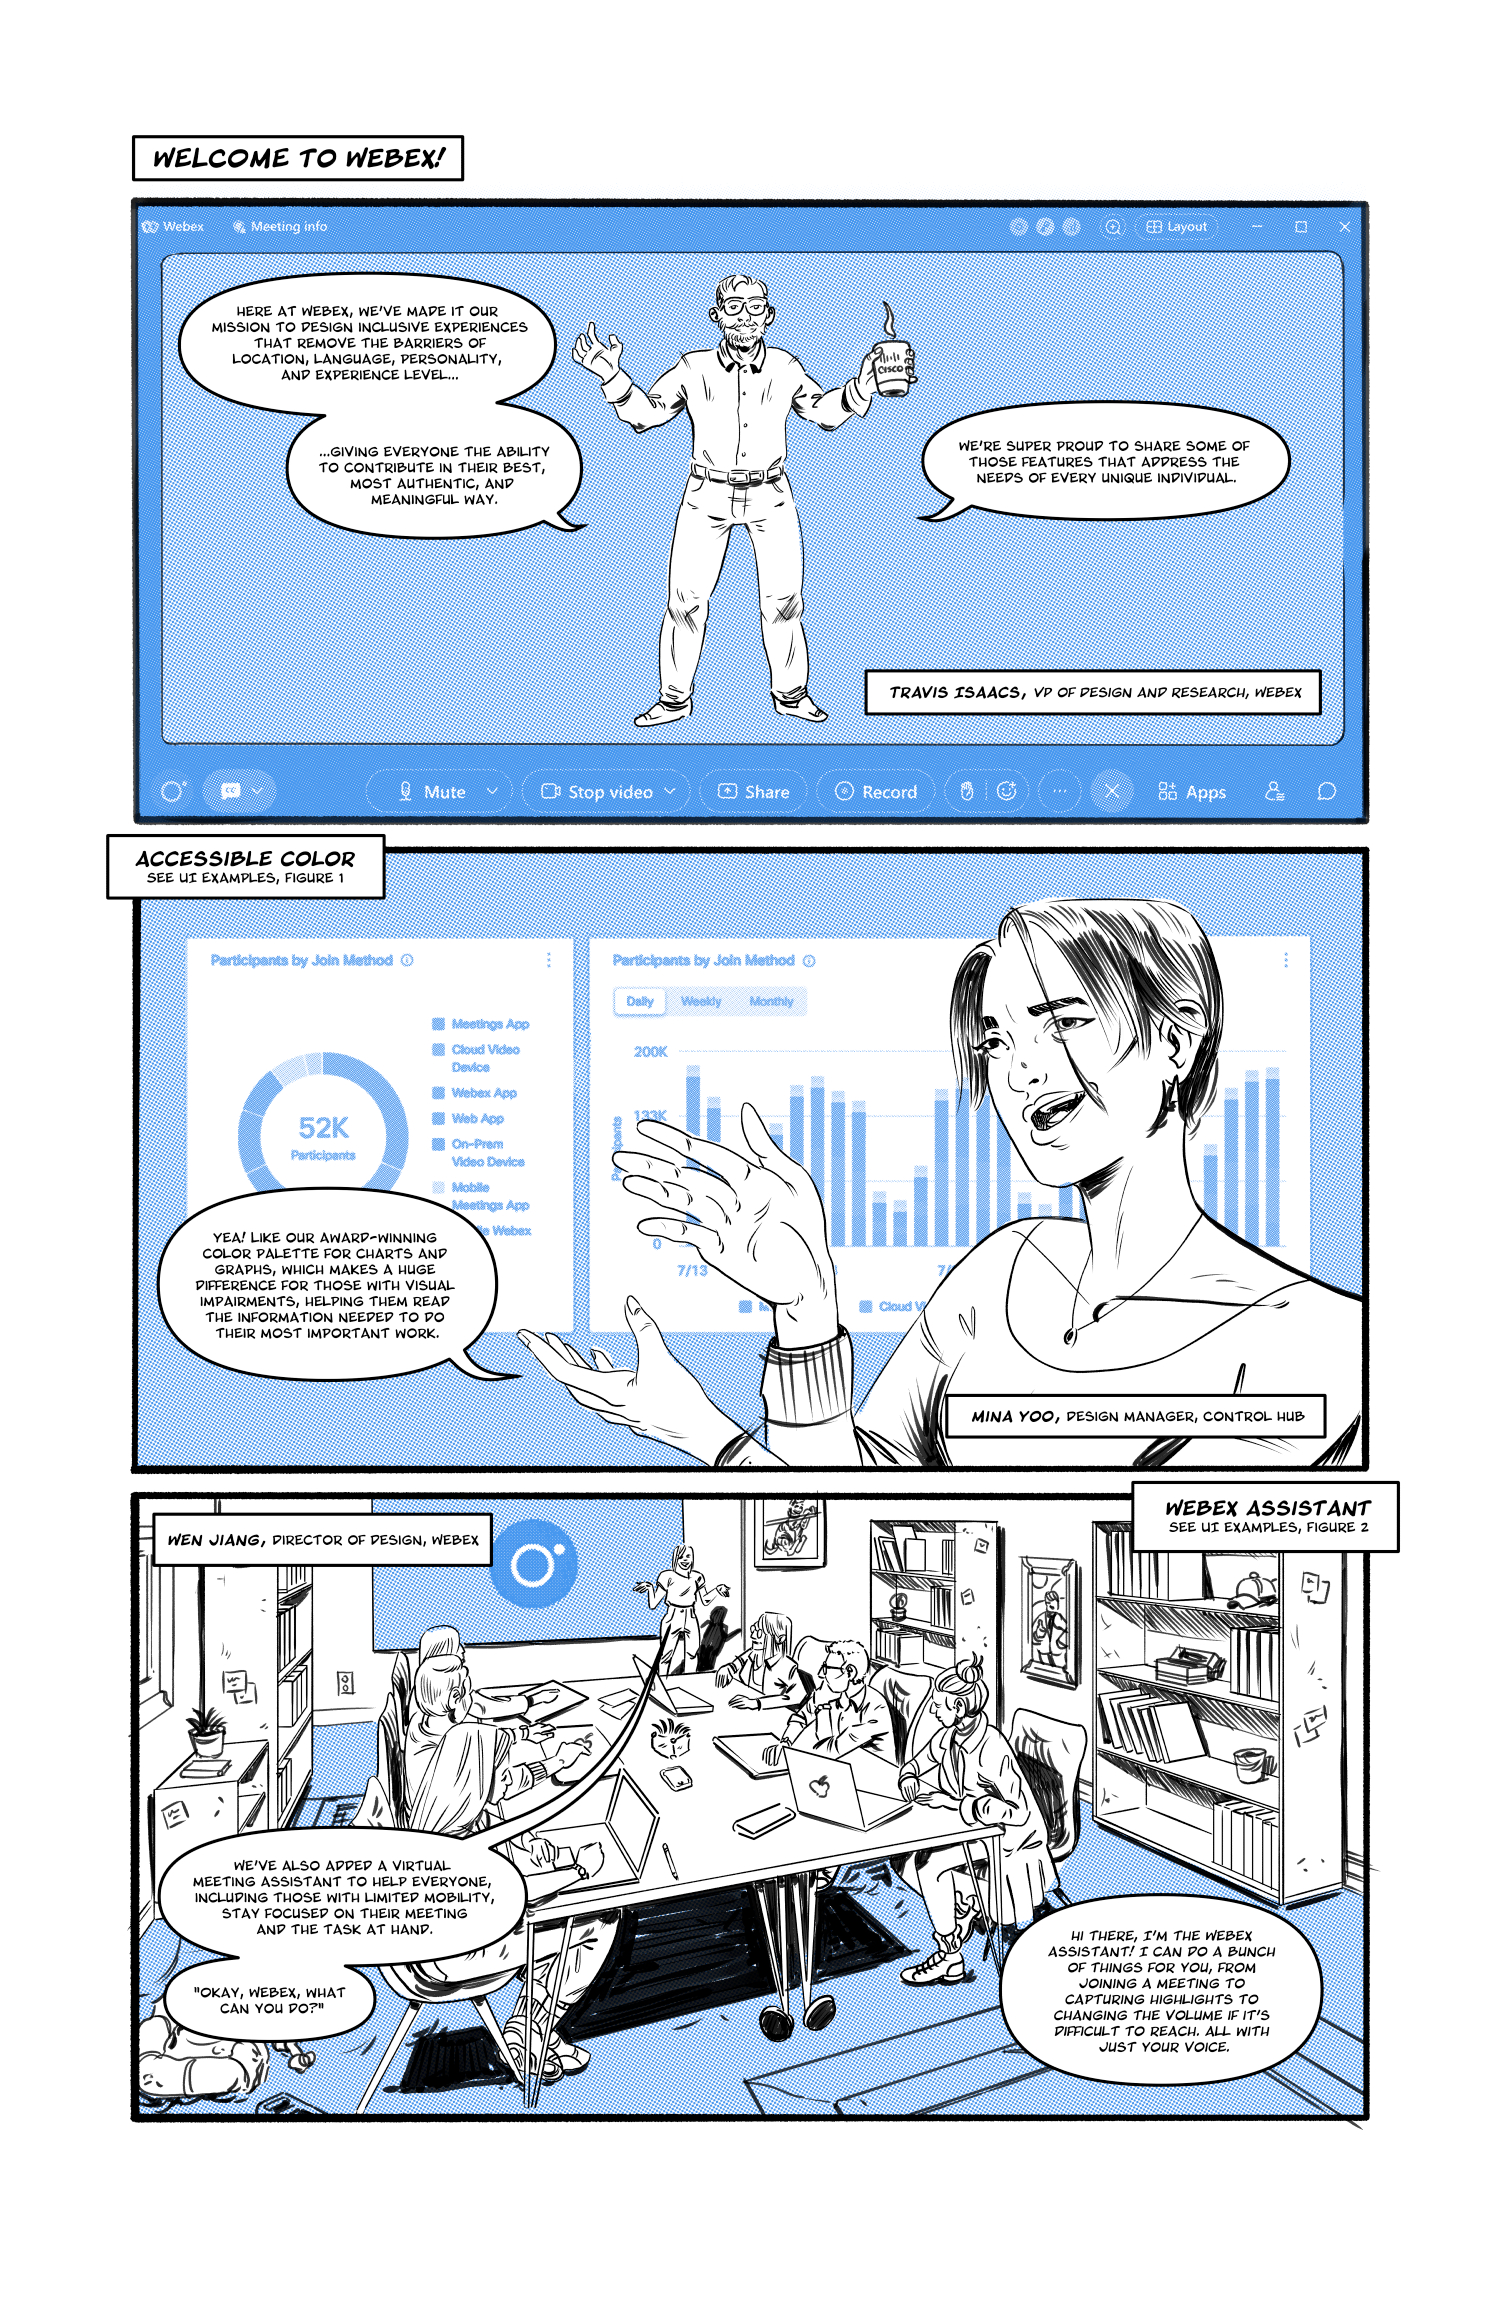 WELCOME TO WEBEX!
Webex
Meeting info
Layout
HERE AT WEBEX, WE'VE MADE IT OUR
MISSION TO DESIGN INCLUSIVE EXPERIENCES
THAT REMOVE THE BARRIERS OF
LOCATION, LANGUAGE, PERSONALITY,
AND EXPERIENCE LEVEL...
...GIVING EVERYONE THE ABILITY
TO CONTRIBUTE IN THEIR BEST,
MOST AUTHENTIC, AND
MEANINGFUL WAY.
CISCO
WE'RE SUPER PROUD TO SHARE SOME OF
THOSE FEATURES THAT ADDRESS THE
NEEDS OF EVERY UNIQUE INDIVIDUAL.
TRAVIS ISAACS, VP OF DESIGN AND RESEARCH, WEBEX
CC
Mute
Stop video
Share
Record
Apps
ACCESSIBLE COLOR
SEE UI EXAMPLES, FIGURE 1
Participants by Join Method
52K
Participants
Meetings App
Cloud Video
Device
Webex App
Web App
On-Prem
Video Device
Mobile
Meetings App
Webex
Participants by Join Method
Daily
Weekly
Monthly
200K
133K
0
7/13
Cloud Vi
YEA! LIKE OUR AWARD-WINNING
COLOR PALETTE FOR CHARTS AND
GRAPHS, WHICH MAKES A HUGE
DIFFERENCE FOR THOSE WITH VISUAL
IMPAIRMENTS, HELPING THEM READ
THE INFORMATION NEEDED TO DO
THEIR MOST IMPORTANT WORK.
MINA YOO, DESIGN MANAGER, CONTROL HUB
WEBEX ASSISTANT
SEE UI EXAMPLES, FIGURE 2
WEN JIANG, DIRECTOR OF DESIGN, WEBEX
WE'VE ALSO ADDED A VIRTUAL
MEETING ASSISTANT TO HELP EVERYONE,
INCLUDING THOSE WITH LIMITED MOBILITY,
STAY FOCUSED ON THEIR MEETING
AND THE TASK AT HAND.
"OKAY, WEBEX, WHAT
CAN YOU DO?"
HI THERE, I'M THE WEBEX
ASSISTANT! I CAN DO A BUNCH
OF THINGS FOR YOU, FROM
JOINING A MEETING TO
CAPTURING HIGHLIGHTS TO
CHANGING THE VOLUME IF IT'S
DIFFICULT TO REACH. ALL WITH
JUST YOUR VOICE.